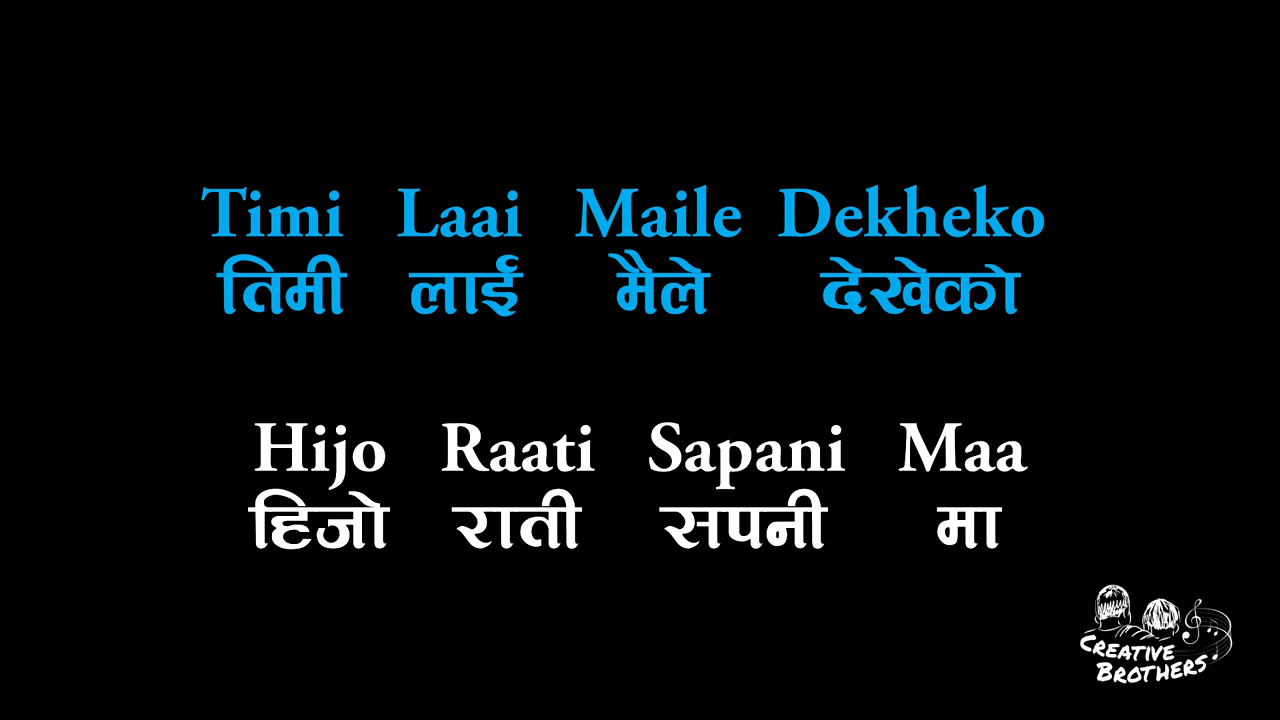 Timi Laai Maile Dekheko
तिमी लाई मैले देखेको
Hijo Raati Sapani Maa
हिजो राती सपनी मा
CREATIVE
BROTHERS